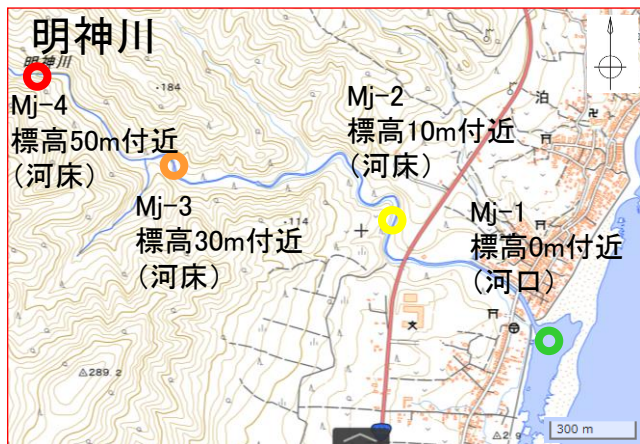 明神川
明神川
・184
Mj-4
標高50m付近
(河床)
Mj-3
標高30m付近
(河床)
Mj-2
標高10m付近
(河床)
・114
泊
Mj-1
標高0m付近
(河口)
289.2
300 m